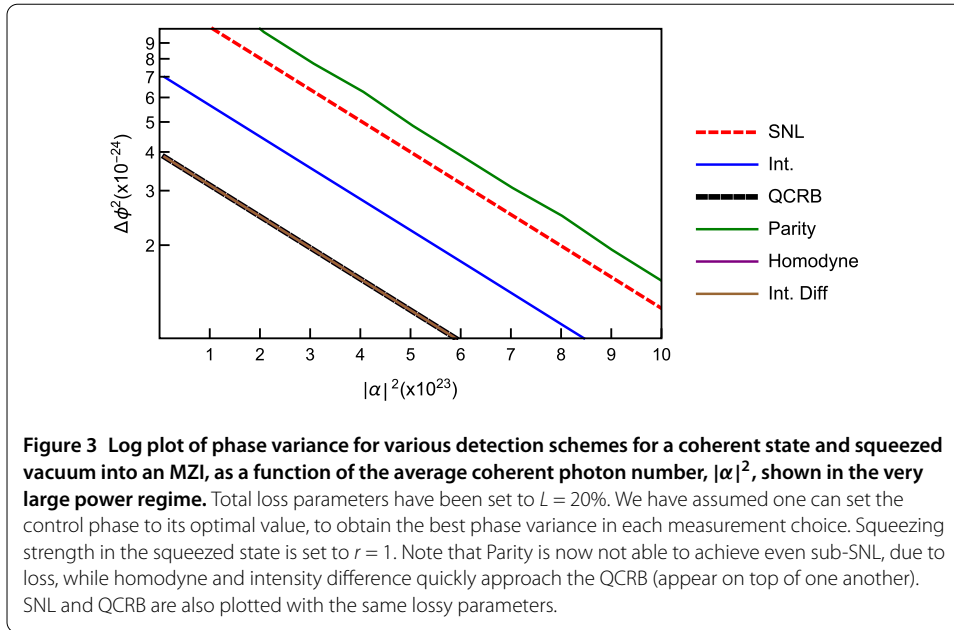 9
8
7
6
5
4
3
2
Δϕ²(x10⁻²⁴)
1 2 3 4 5 6 7 8 9 10
|α|²(x10²³)
SNL
Int.
QCRB
Parity
Homodyne
Int. Diff
Figure 3 Log plot of phase variance for various detection schemes for a coherent state and squeezed
vacuum into an MZI, as a function of the average coherent photon number, |α|², shown in the very
large power regime. Total loss parameters have been set to L = 20%. We have assumed one can set the
control phase to its optimal value, to obtain the best phase variance in each measurement choice. Squeezing
strength in the squeezed state is set to r = 1. Note that Parity is now not able to achieve even sub-SNL, due to
loss, while homodyne and intensity difference quickly approach the QCRB (appear on top of one another).
SNL and QCRB are also plotted with the same lossy parameters.